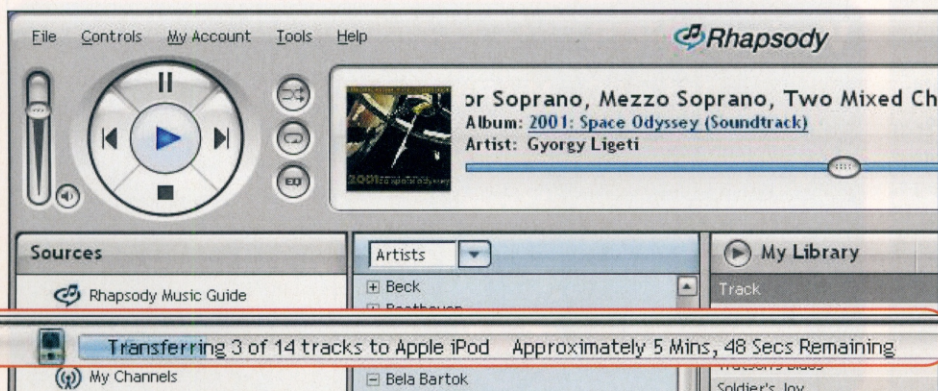 File Controls My Account Tools Help
Rhapsody
or Soprano, Mezzo Soprano, Two Mixed Ch
Album: 2001: Space Odyssey (Soundtrack)
Artist: Gyorgy Ligeti
EQ
Sources
Artists
My Library
Rhapsody Music Guide
Beck
Track
Beethoven
Transferring 3 of 14 tracks to Apple iPod Approximately 5 Mins, 48 Secs Remaining
My Channels
Bela Bartok
Soldier's Joy